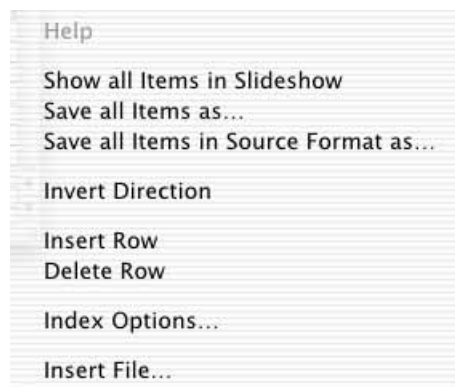 Help
Show all Items in Slideshow
Save all Items as...
Save all Items in Source Format as...
Invert Direction
Insert Row
Delete Row
Index Options...
Insert File...